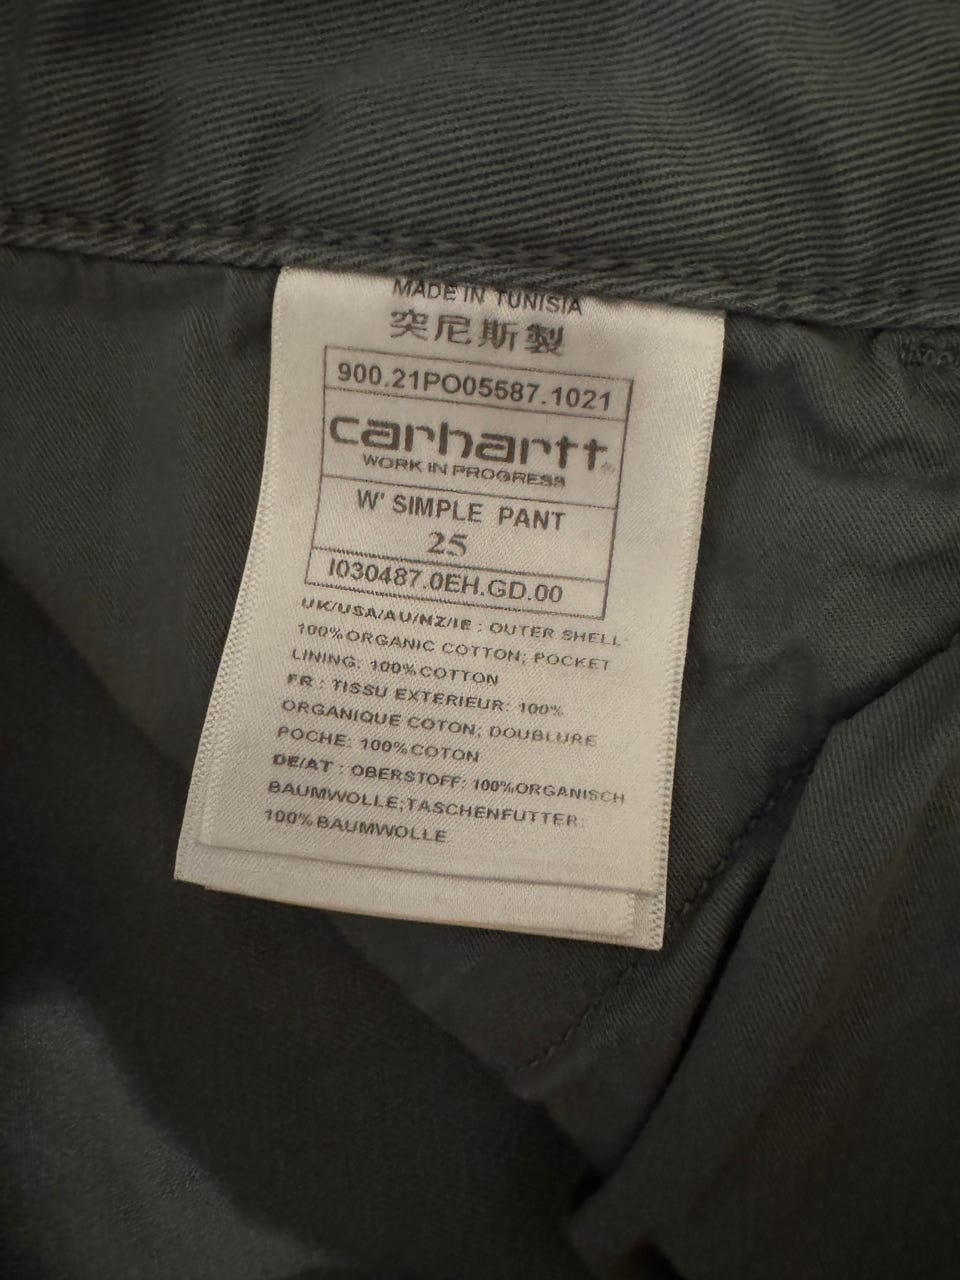 MADE IN TUNISIA
突尼斯製
900.21PO05587.1021
carhartt®
WORK IN PROGRESS
W' SIMPLE PANT
25
I030487.0EH.GD.00
UK/USA/AU/NZ/IE : OUTER SHELL:
100%ORGANIC COTTON; POCKET
LINING: 100%COTTON
FR : TISSU EXTERIEUR: 100%
ORGANIQUE COTON; DOUBLURE
POCHE: 100%COTON
DE/AT : OBERSTOFF: 100%ORGANISCH
BAUMWOLLE;TASCHENFUTTER:
100%BAUMWOLLE